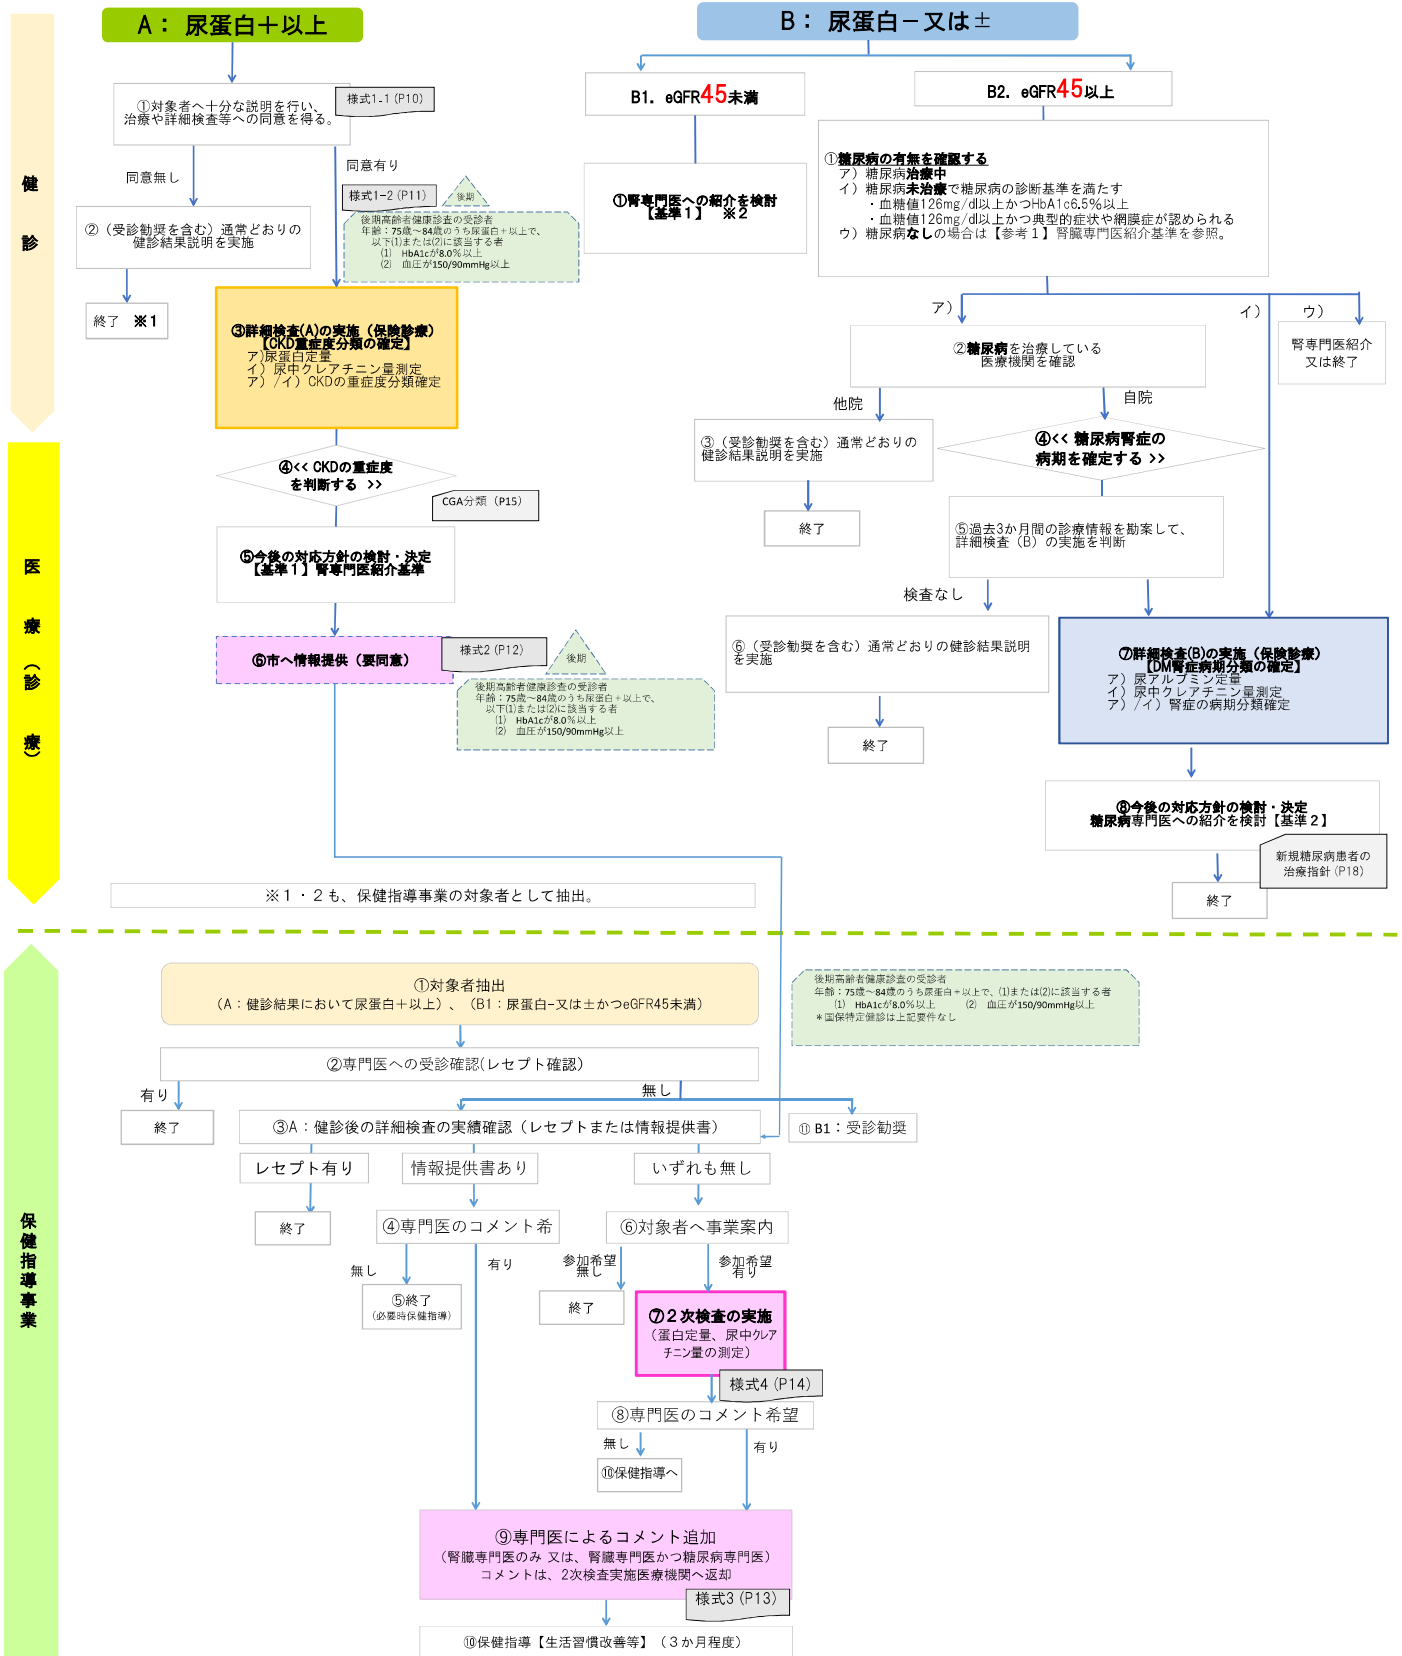 A： 尿蛋白＋以上
B： 尿蛋白－又は±
健診
①対象者へ十分な説明を行い、
治療や詳細検査等への同意を得る。
様式1-1 (P10)
同意無し
同意有り
様式1-2 (P11)
後期
後期高齢者健康診査の受診者
年齢：75歳～84歳のうち尿蛋白＋以上で、
以下(1)または(2)に該当する者
(1) HbA1cが8.0％以上
(2) 血圧が150/90mmHg以上
②（受診勧奨を含む）通常どおりの
健診結果説明を実施
終了 ※１
③詳細検査(A)の実施（保険診療）
【CKD重症度分類の確定】
ア)尿蛋白定量
イ）尿中クレアチニン量測定
ア）/イ）CKDの重症度分類確定
B1. eGFR45未満
①腎専門医への紹介を検討
【基準１】 ※２
B2. eGFR45以上
①糖尿病の有無を確認する
ア）糖尿病治療中
イ）糖尿病未治療で糖尿病の診断基準を満たす
・血糖値126mg/dl以上かつHbA1c6.5％以上
・血糖値126mg/dl以上かつ典型的症状や網膜症が認められる
ウ）糖尿病なしの場合は【参考１】腎臓専門医紹介基準を参照。
ア）
イ）
ウ）
②糖尿病を治療している
医療機関を確認
腎専門医紹介
又は終了
他院
自院
③（受診勧奨を含む）通常どおりの
健診結果説明を実施
終了
④<< 糖尿病腎症の
病期を確定する >>
⑤過去3か月間の診療情報を勘案して、
詳細検査（B）の実施を判断
検査なし
⑥（受診勧奨を含む）通常どおりの健診結果説明
を実施
終了
⑦詳細検査(B)の実施（保険診療）
【DM腎症病期分類の確定】
ア）尿アルブミン定量
イ）尿中クレアチニン量測定
ア）/イ）腎症の病期分類確定
⑧今後の対応方針の検討・決定
糖尿病専門医への紹介を検討【基準２】
新規糖尿病患者の
治療指針(P18)
終了
医療（診療）
④<< CKDの重症度
を判断する >>
CGA分類（P15）
⑤今後の対応方針の検討・決定
【基準１】腎専門医紹介基準
⑥市へ情報提供（要同意）
様式2 (P12)
後期
後期高齢者健康診査の受診者
年齢：75歳～84歳のうち尿蛋白＋以上で、
以下(1)または(2)に該当する者
(1) HbA1cが8.0％以上
(2) 血圧が150/90mmHg以上
※１・２も、保健指導事業の対象者として抽出。
保健指導事業
①対象者抽出
（A：健診結果において尿蛋白＋以上）、（B1：尿蛋白−又は±かつeGFR45未満）
後期高齢者健康診査の受診者
年齢：75歳～84歳のうち尿蛋白＋以上で、(1)または(2)に該当する者
(1) HbA1cが8.0％以上 (2) 血圧が150/90mmHg以上
＊国保特定健診は上記要件なし
②専門医への受診確認(レセプト確認)
有り
無し
終了
③A：健診後の詳細検査の実績確認（レセプトまたは情報提供書）
⑪ B1：受診勧奨
レセプト有り
情報提供書あり
いずれも無し
終了
④専門医のコメント希
⑥対象者へ事業案内
無し
有り
参加希望
無し
参加希望
有り
⑤終了
(必要時保健指導)
終了
⑦２次検査の実施
（蛋白定量、尿中クレア
チニン量の測定）
様式4 (P14)
⑧専門医のコメント希望
無し
有り
⑩保健指導へ
⑨専門医によるコメント追加
（腎臓専門医のみ 又は、腎臓専門医かつ糖尿病専門医）
コメントは、2次検査実施医療機関へ返却
様式3 (P13)
⑩保健指導【生活習慣改善等】（３か月程度）